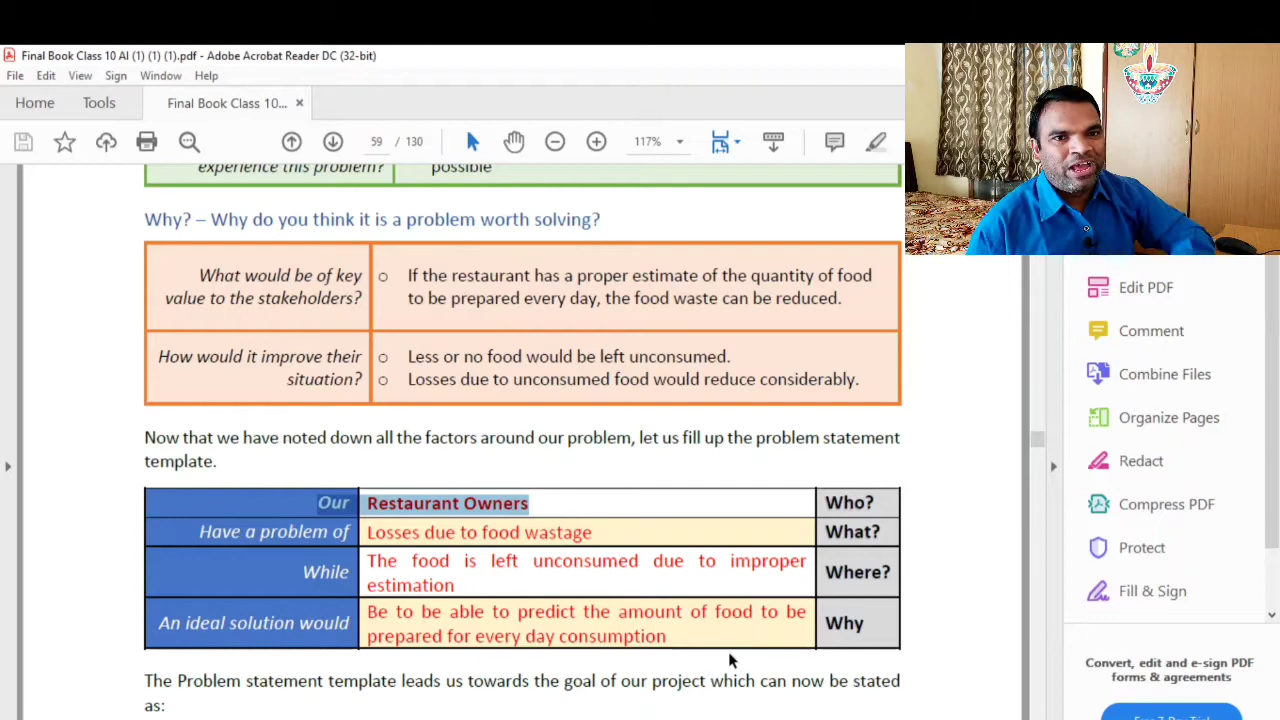 Final Book Class 10 AI (1) (1) (1).pdf - Adobe Acrobat Reader DC (32-bit)
File Edit View Sign Window Help
Home Tools Final Book Class 10... ×
59 / 130 117%
experience this problem? possible
Why? – Why do you think it is a problem worth solving?
What would be of key
value to the stakeholders?
o If the restaurant has a proper estimate of the quantity of food
to be prepared every day, the food waste can be reduced.
How would it improve their
situation?
o Less or no food would be left unconsumed.
o Losses due to unconsumed food would reduce considerably.
Now that we have noted down all the factors around our problem, let us fill up the problem statement
template.
Our Restaurant Owners Who?
Have a problem of Losses due to food wastage What?
While The food is left unconsumed due to improper
estimation Where?
An ideal solution would Be to be able to predict the amount of food to be
prepared for every day consumption Why
The Problem statement template leads us towards the goal of our project which can now be stated
as:
Edit PDF
Comment
Combine Files
Organize Pages
Redact
Compress PDF
Protect
Fill & Sign
Convert, edit and e-sign PDF
forms & agreements